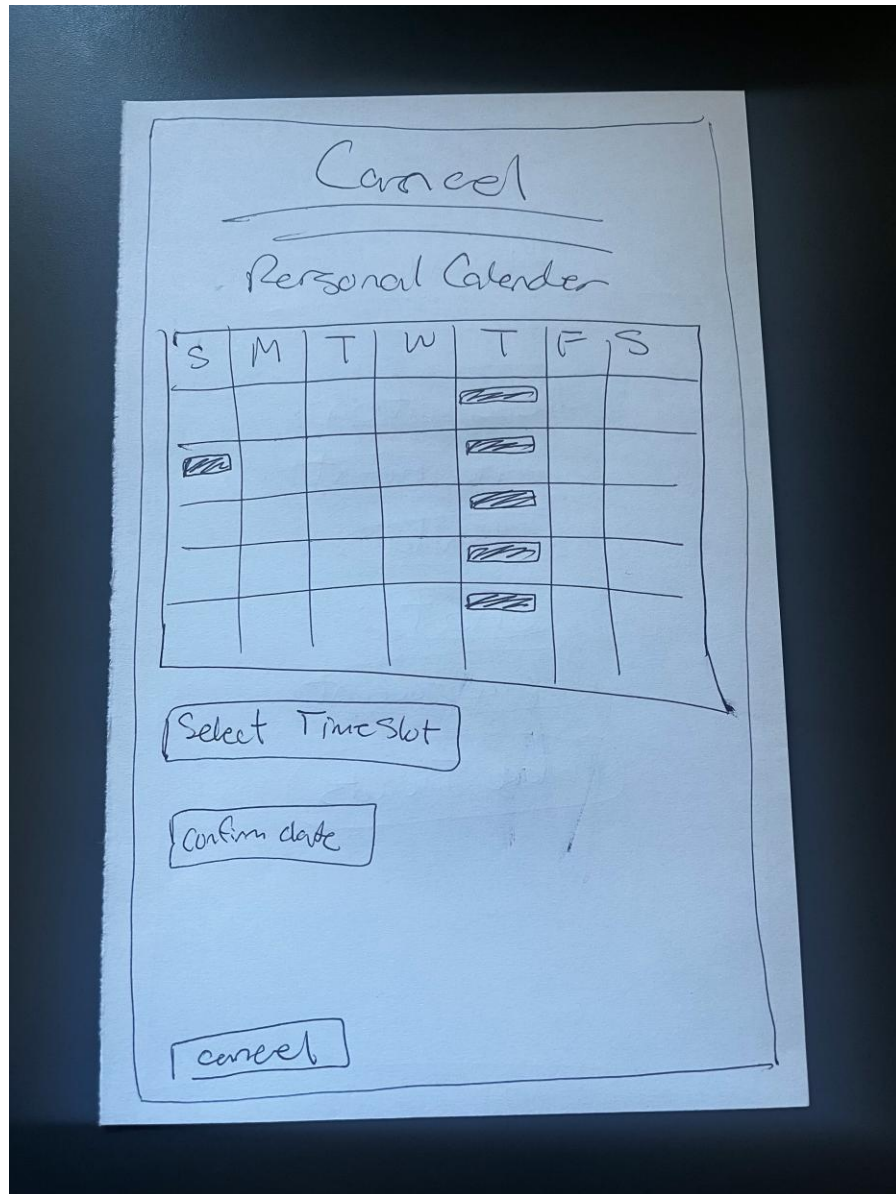 Cancel
Personal Calender
S M T W T F S
Select TimeSlot
Confirm date
cancel